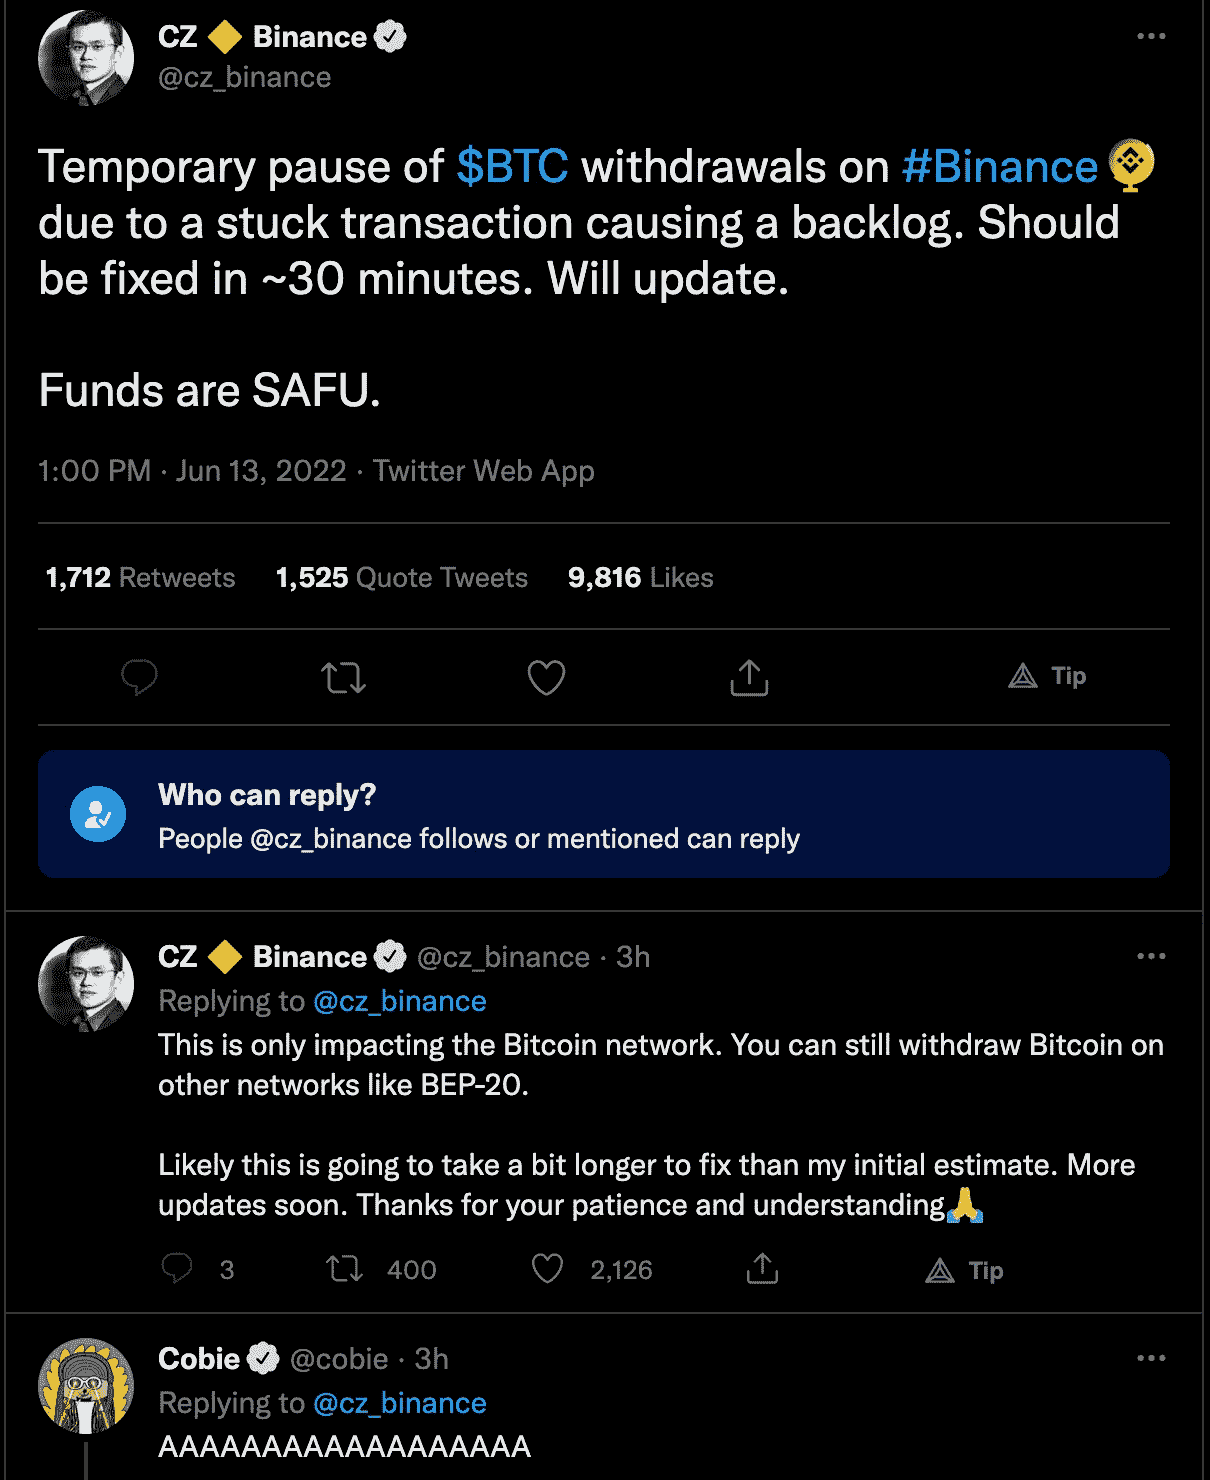 CZ 🔶 Binance
@cz_binance
Temporary pause of $BTC withdrawals on #Binance
due to a stuck transaction causing a backlog. Should
be fixed in ~30 minutes. Will update.
Funds are SAFU.
1:00 PM · Jun 13, 2022 · Twitter Web App
1,712 Retweets 1,525 Quote Tweets 9,816 Likes
Tip
Who can reply?
People @cz_binance follows or mentioned can reply
CZ 🔶 Binance @cz_binance · 3h
Replying to @cz_binance
This is only impacting the Bitcoin network. You can still withdraw Bitcoin on
other networks like BEP-20.
Likely this is going to take a bit longer to fix than my initial estimate. More
updates soon. Thanks for your patience and understanding🙏
3 400 2,126 Tip
Cobie @cobie · 3h
Replying to @cz_binance
AAAAAAAAAAAAAAAAAA